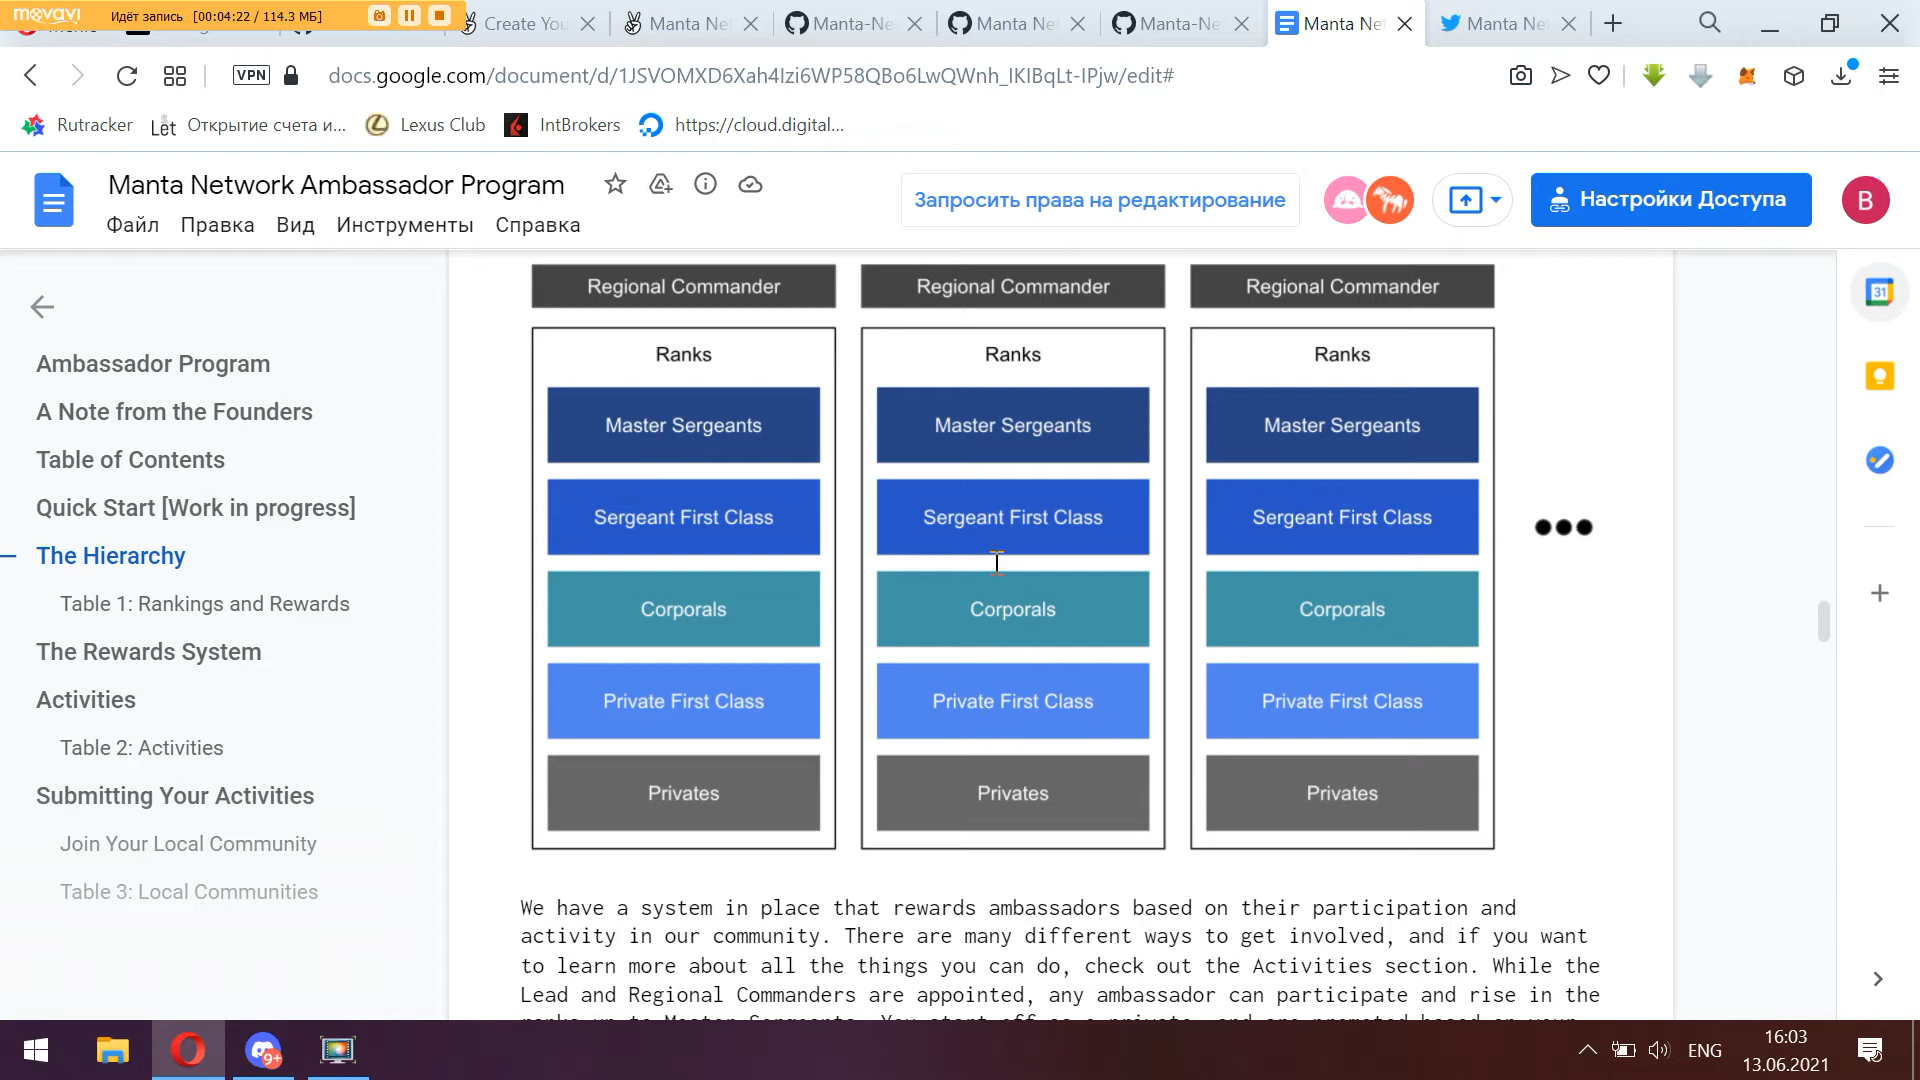 movavi Идёт запись [00:04:22 / 114.3 МБ]
Create You
Manta Ne
Manta-Ne
Manta Ne
Manta-Ne
Manta Ne
Manta Ne
VPN docs.google.com/document/d/1JSVOMXD6Xah4Izi6WP58QBo6LwQWnh_IKIBqLt-IPjw/edit#
Rutracker Открытие счета и... Lexus Club IntBrokers https://cloud.digital...
Manta Network Ambassador Program
Файл Правка Вид Инструменты Справка
Запросить права на редактирование
Настройки Доступа
B
Ambassador Program
A Note from the Founders
Table of Contents
Quick Start [Work in progress]
The Hierarchy
Table 1: Rankings and Rewards
The Rewards System
Activities
Table 2: Activities
Submitting Your Activities
Join Your Local Community
Table 3: Local Communities
Regional Commander Regional Commander Regional Commander
Ranks Ranks Ranks
Master Sergeants Master Sergeants Master Sergeants
Sergeant First Class Sergeant First Class Sergeant First Class
Corporals Corporals Corporals
Private First Class Private First Class Private First Class
Privates Privates Privates
We have a system in place that rewards ambassadors based on their participation and
activity in our community. There are many different ways to get involved, and if you want
to learn more about all the things you can do, check out the Activities section. While the
Lead and Regional Commanders are appointed, any ambassador can participate and rise in the
31
9+
ENG
16:03
13.06.2021